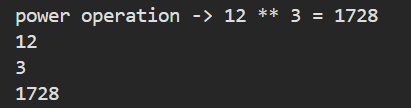 power operation -> 12 ** 3 = 1728
12
3
1728